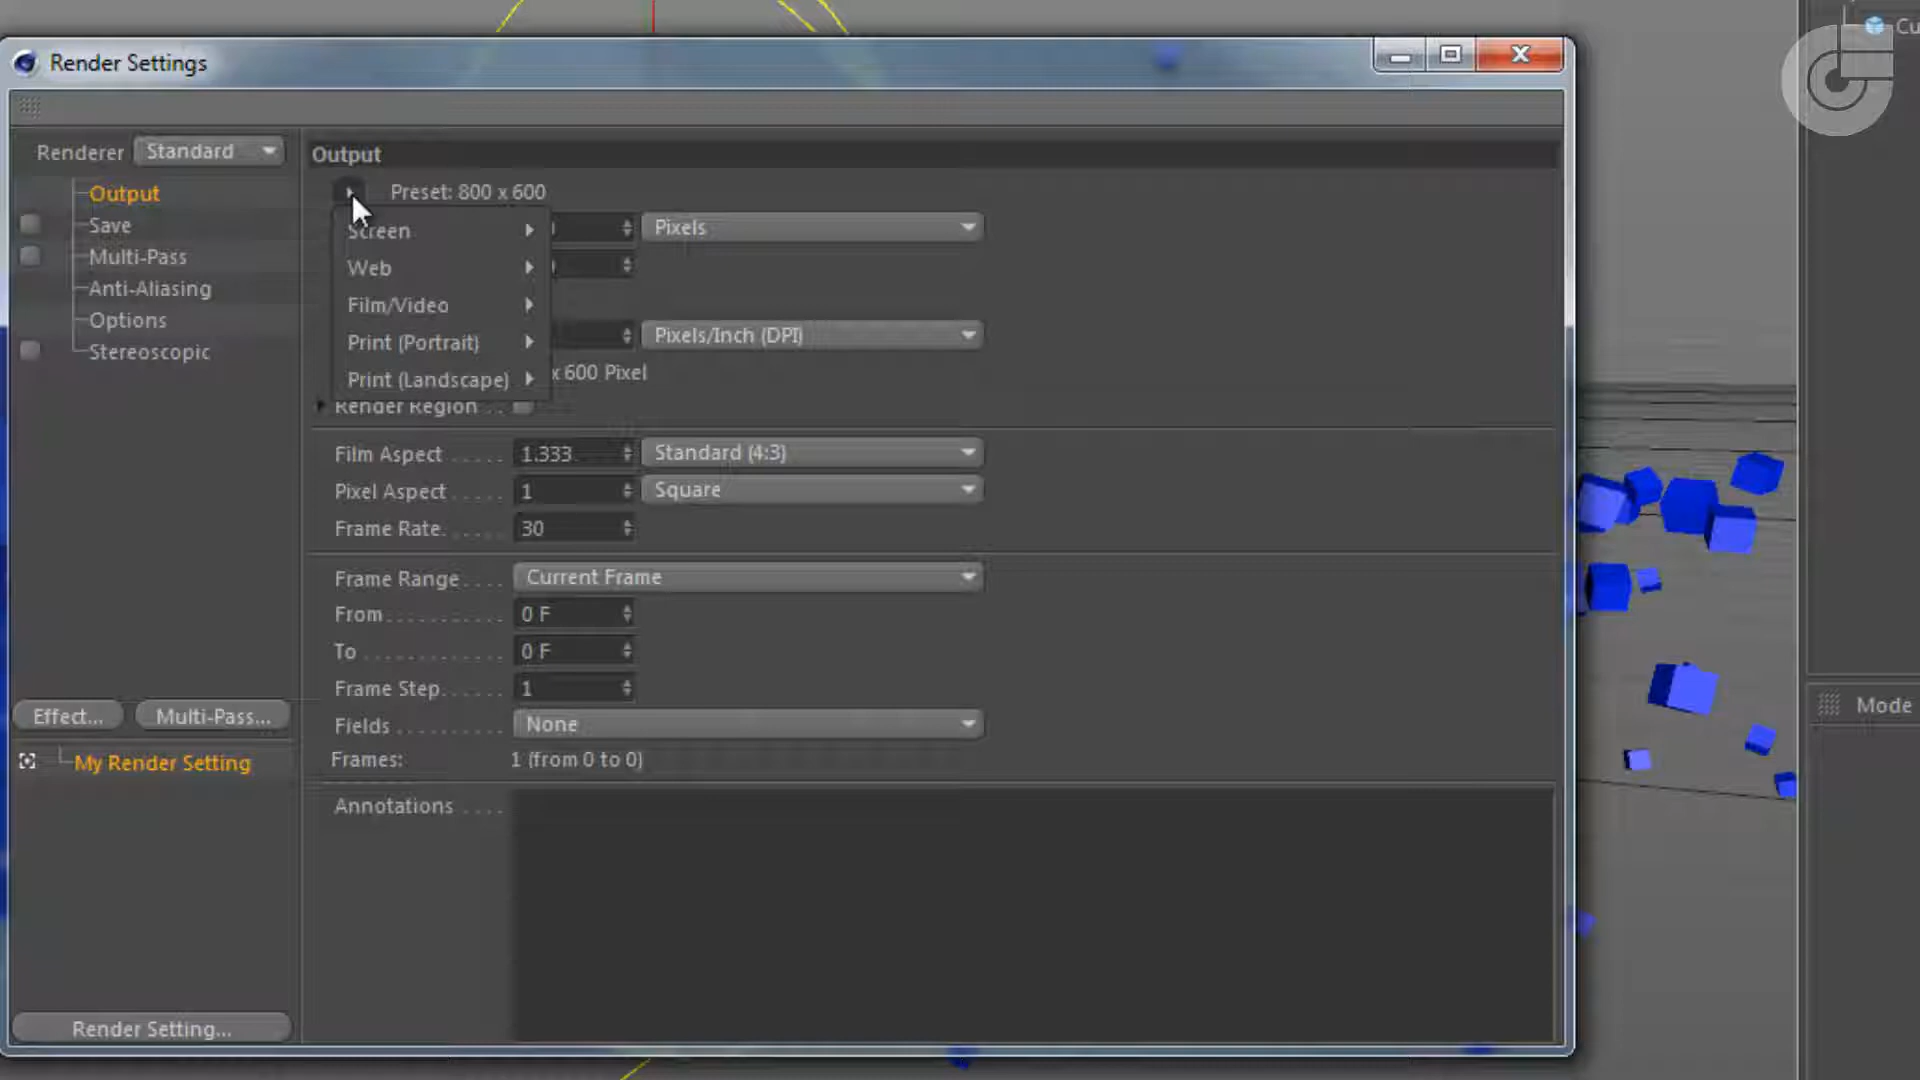 Render Settings
Cu
Renderer Standard
Output
Save
Multi-Pass
Anti-Aliasing
Options
Stereoscopic
Effect... Multi-Pass...
My Render Setting
Render Setting...
Output
Preset: 800 x 600
Screen
Web
Film/Video
Print (Portrait)
Print (Landscape)
Pixels
Pixels/Inch (DPI)
x 600 Pixel
Render Region . .
Film Aspect . . . . . 1.333 Standard (4:3)
Pixel Aspect . . . . . 1 Square
Frame Rate. . . . . . 30
Frame Range . . . . Current Frame
From . . . . . . . . . . . 0 F
To . . . . . . . . . . . . . 0 F
Frame Step. . . . . . 1
Fields . . . . . . . . . . None
Frames: 1 (from 0 to 0)
Annotations . . . .
Mode